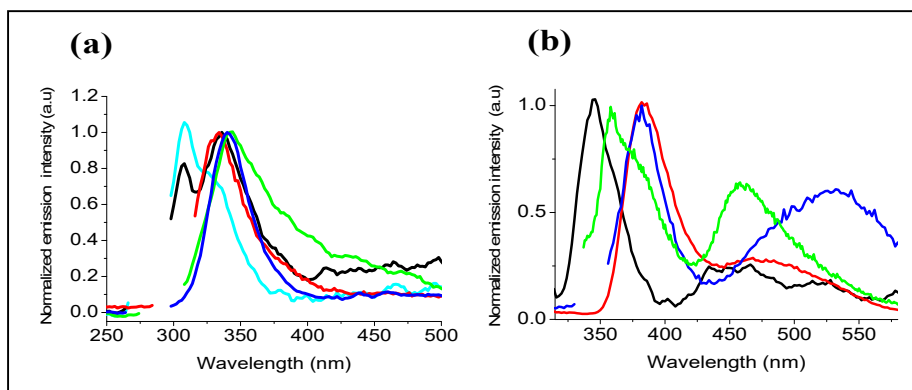 (a)
Normalized emission intensity (a.u)
1.2
1.0
0.8
0.6
0.4
0.2
0.0
250 300 350 400 450 500
Wavelength (nm)
(b)
Normalized emission intensity (a.u)
1.0
0.5
0.0
350 400 450 500 550
Wavelength (nm)